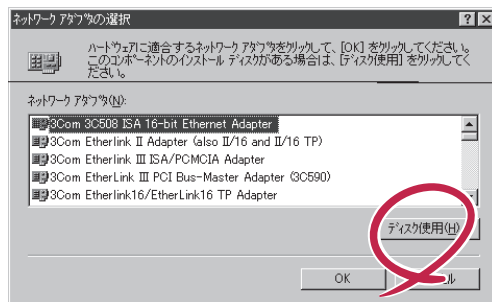 ネットワーク アダプタの選択
ハードウェアに適合するネットワーク アダプタをクリックして、[OK] をクリックしてください。
このコンポーネントのインストール ディスクがある場合は、[ディスク使用] をクリックしてく
ださい。
ネットワーク アダプタ(N):
3Com 3C508 ISA 16-bit Ethernet Adapter
3Com Etherlink II Adapter (also II/16 and II/16 TP)
3Com Etherlink III ISA/PCMCIA Adapter
3Com EtherLink III PCI Bus-Master Adapter (3C590)
3Com Etherlink16/EtherLink16 TP Adapter
ディスク使用(H)
OK